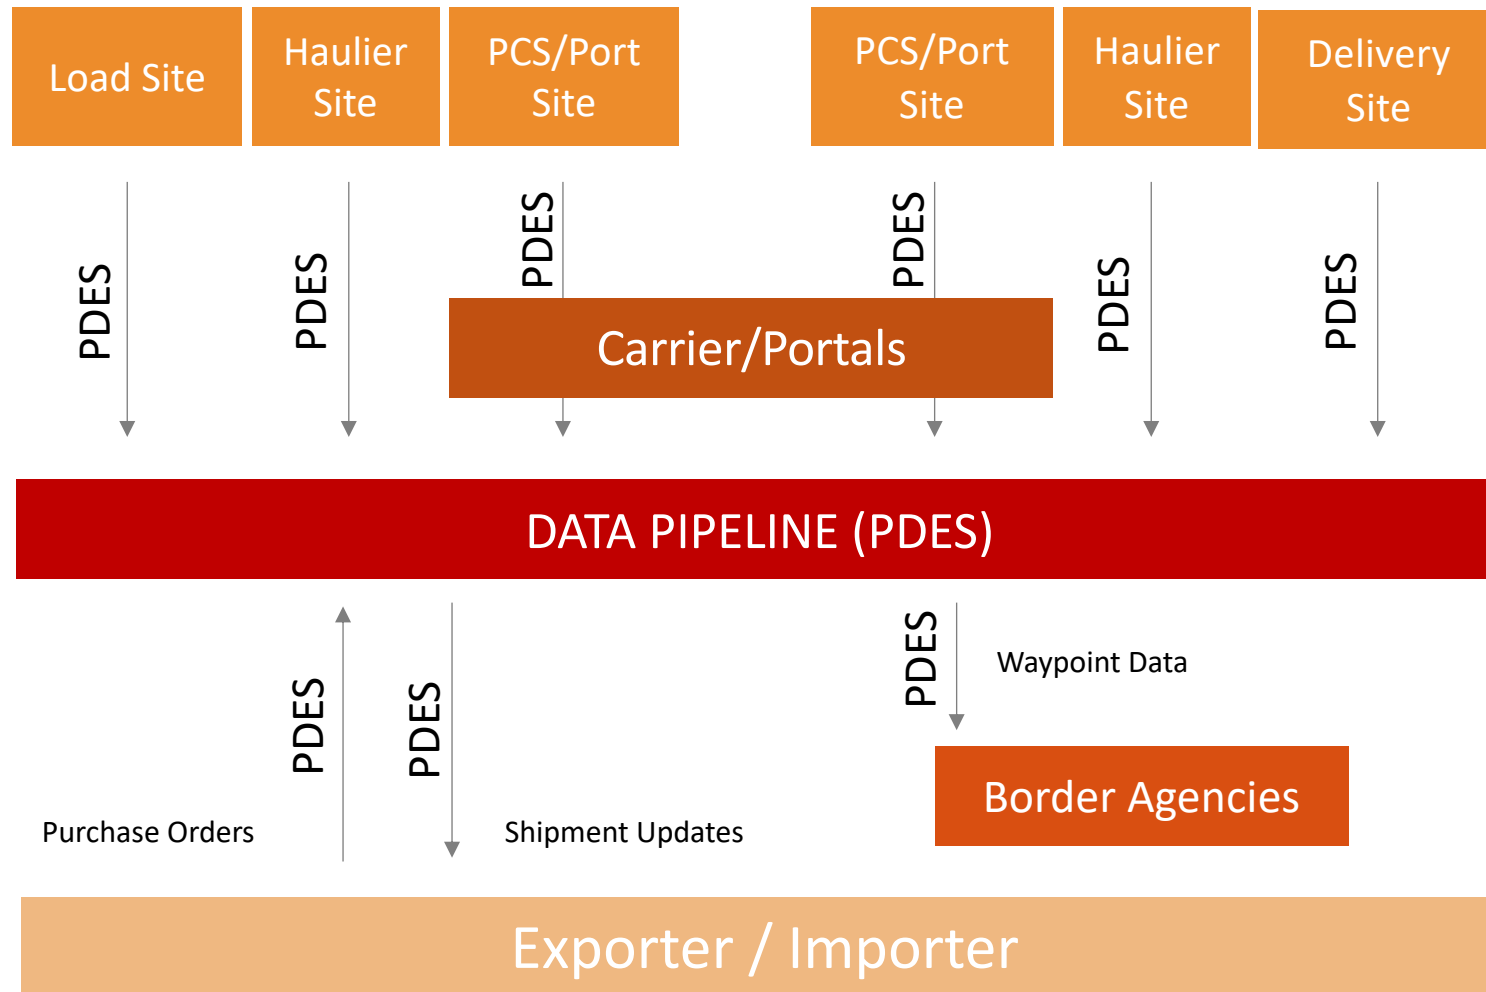 Load Site
Haulier
Site
PCS/Port
Site
PCS/Port
Site
Haulier
Site
Delivery
Site
PDES
PDES
PDES
PDES
PDES
PDES
Carrier/Portals
DATA PIPELINE (PDES)
PDES
PDES
PDES
Waypoint Data
Purchase Orders
Shipment Updates
Border Agencies
Exporter / Importer